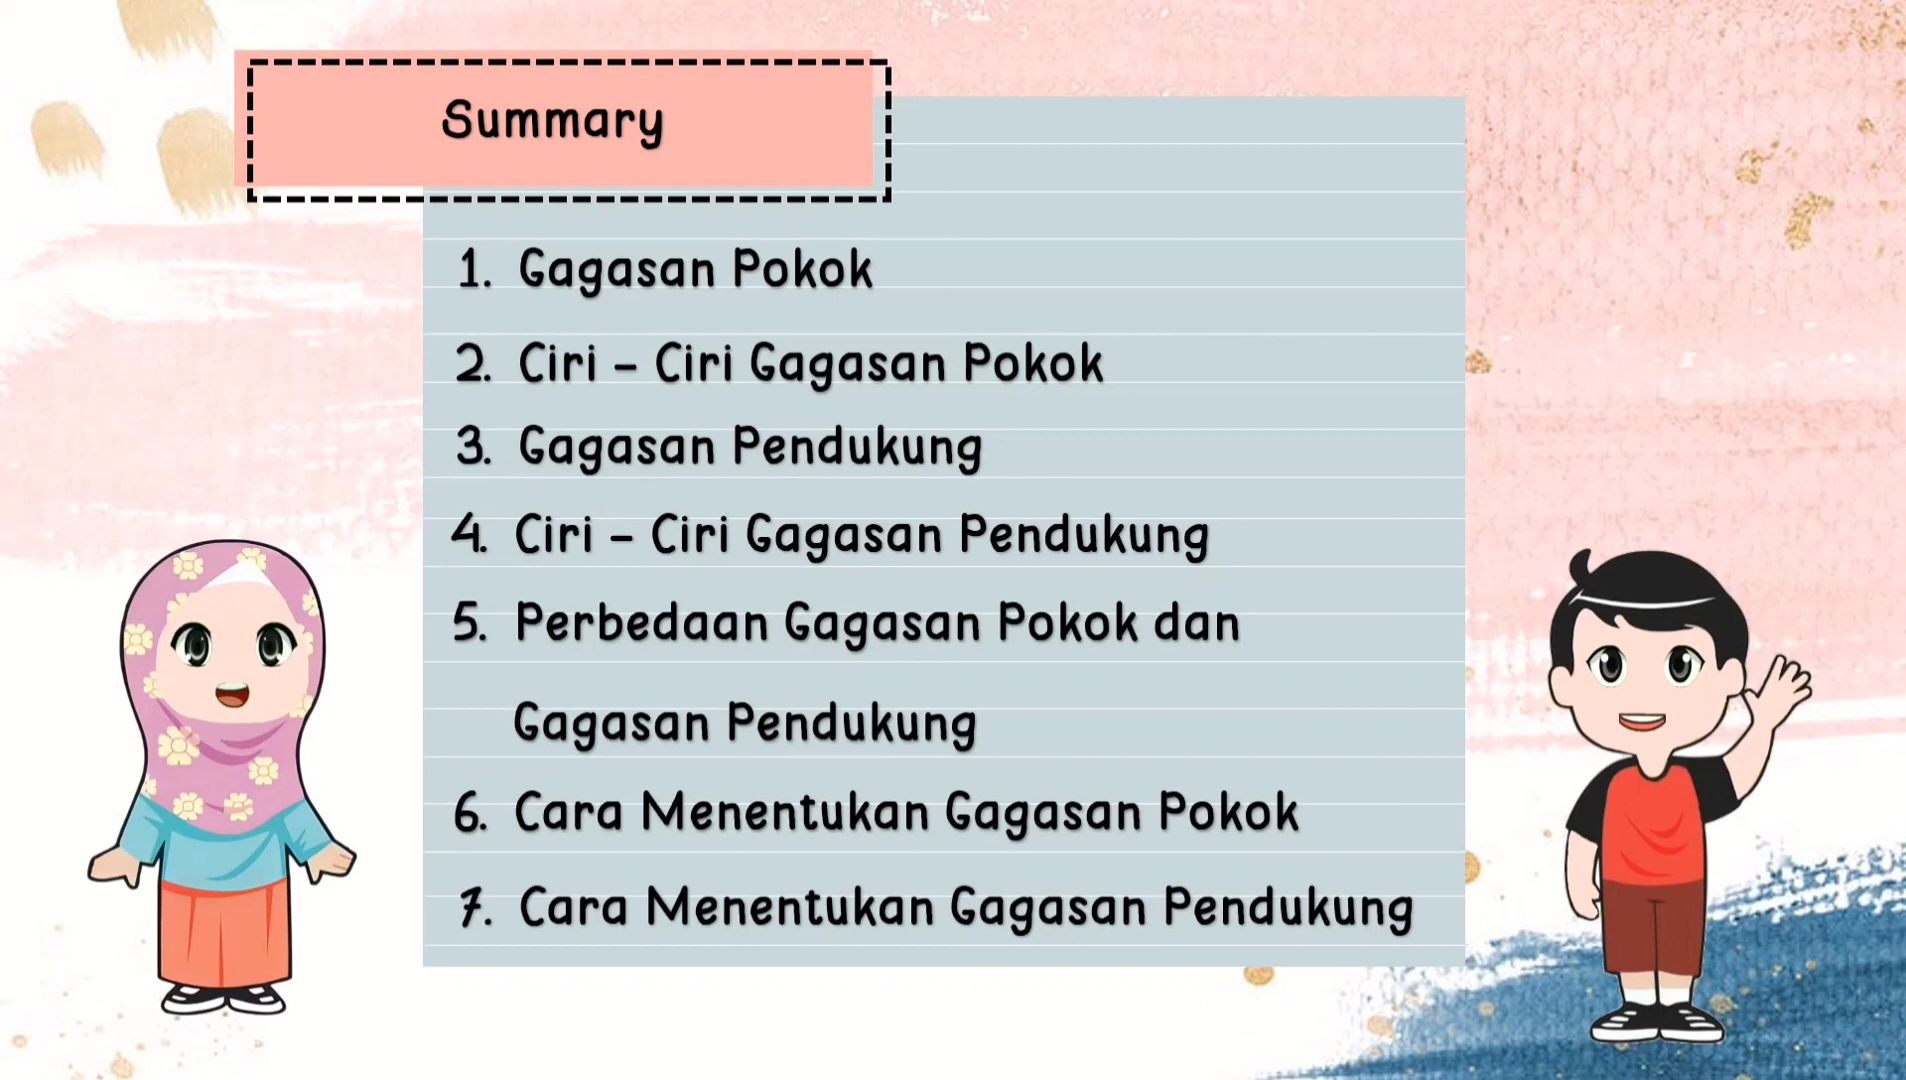 Summary
1. Gagasan Pokok
2. Ciri – Ciri Gagasan Pokok
3. Gagasan Pendukung
4. Ciri – Ciri Gagasan Pendukung
5. Perbedaan Gagasan Pokok dan
Gagasan Pendukung
6. Cara Menentukan Gagasan Pokok
7. Cara Menentukan Gagasan Pendukung